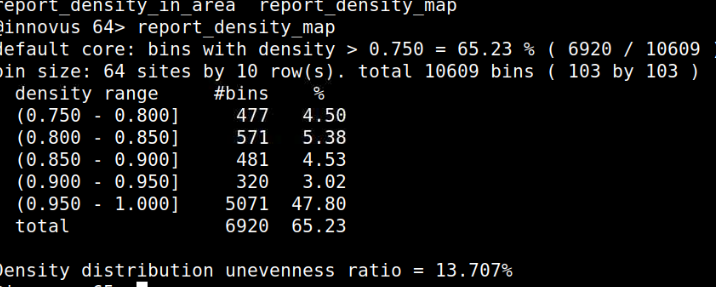 report_density_in_area  report_density_map
@innovus 64> report_density_map
default core: bins with density > 0.750 = 65.23 % ( 6920 / 10609 )
bin size: 64 sites by 10 row(s). total 10609 bins ( 103 by 103 )
density range     #bins    %
(0.750 - 0.800]     477   4.50
(0.800 - 0.850]     571   5.38
(0.850 - 0.900]     481   4.53
(0.900 - 0.950]     320   3.02
(0.950 - 1.000]    5071  47.80
total              6920  65.23
Density distribution unevenness ratio = 13.707%